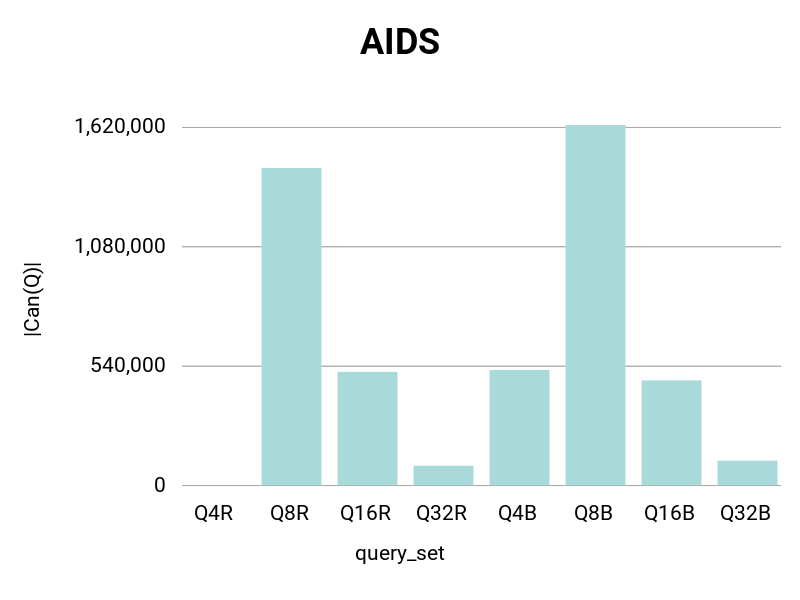 AIDS
1,620,000
1,080,000
540,000
0
|Can(Q)|
Q4R Q8R Q16R Q32R Q4B Q8B Q16B Q32B
query_set